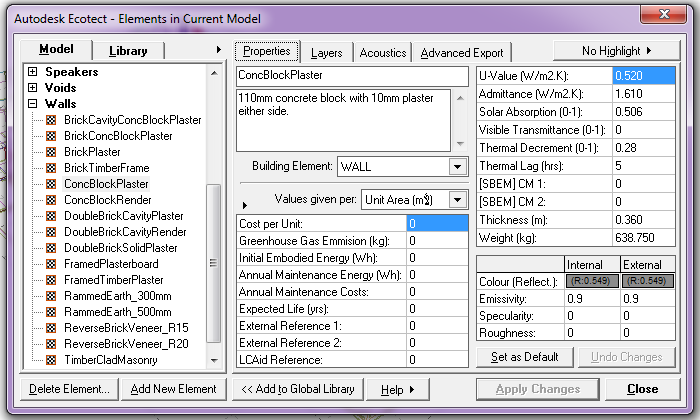 Autodesk Ecotect - Elements in Current Model
Model
Library
Speakers
Voids
Walls
BrickCavityConcBlockPlaster
BrickConcBlockPlaster
BrickPlaster
BrickTimberFrame
ConcBlockPlaster
ConcBlockRender
DoubleBrickCavityPlaster
DoubleBrickCavityRender
DoubleBrickSolidPlaster
FramedPlasterboard
FramedTimberPlaster
RammedEarth_300mm
RammedEarth_500mm
ReverseBrickVeneer_R15
ReverseBrickVeneer_R20
TimberCladMasonry
Delete Element...
Add New Element
Properties
Layers
Acoustics
Advanced Export
No Highlight
ConcBlockPlaster
110mm concrete block with 10mm plaster
either side.
Building Element: WALL
Values given per: Unit Area (m²)
Cost per Unit: 0
Greenhouse Gas Emmision (kg): 0
Initial Embodied Energy (Wh): 0
Annual Maintenance Energy (Wh): 0
Annual Maintenance Costs: 0
Expected Life (yrs): 0
External Reference 1: 0
External Reference 2: 0
LCAid Reference: 0
U-Value (W/m2.K): 0.520
Admittance (W/m2.K): 1.610
Solar Absorption (0-1): 0.506
Visible Transmittance (0-1): 0
Thermal Decrement (0-1): 0.28
Thermal Lag (hrs): 5
[SBEM] CM 1: 0
[SBEM] CM 2: 0
Thickness (m): 0.360
Weight (kg): 638.750
Internal External
Colour (Reflect.): (R:0.549) (R:0.549)
Emissivity: 0.9 0.9
Specularity: 0 0
Roughness: 0 0
Set as Default
Undo Changes
<< Add to Global Library
Help
Apply Changes
Close